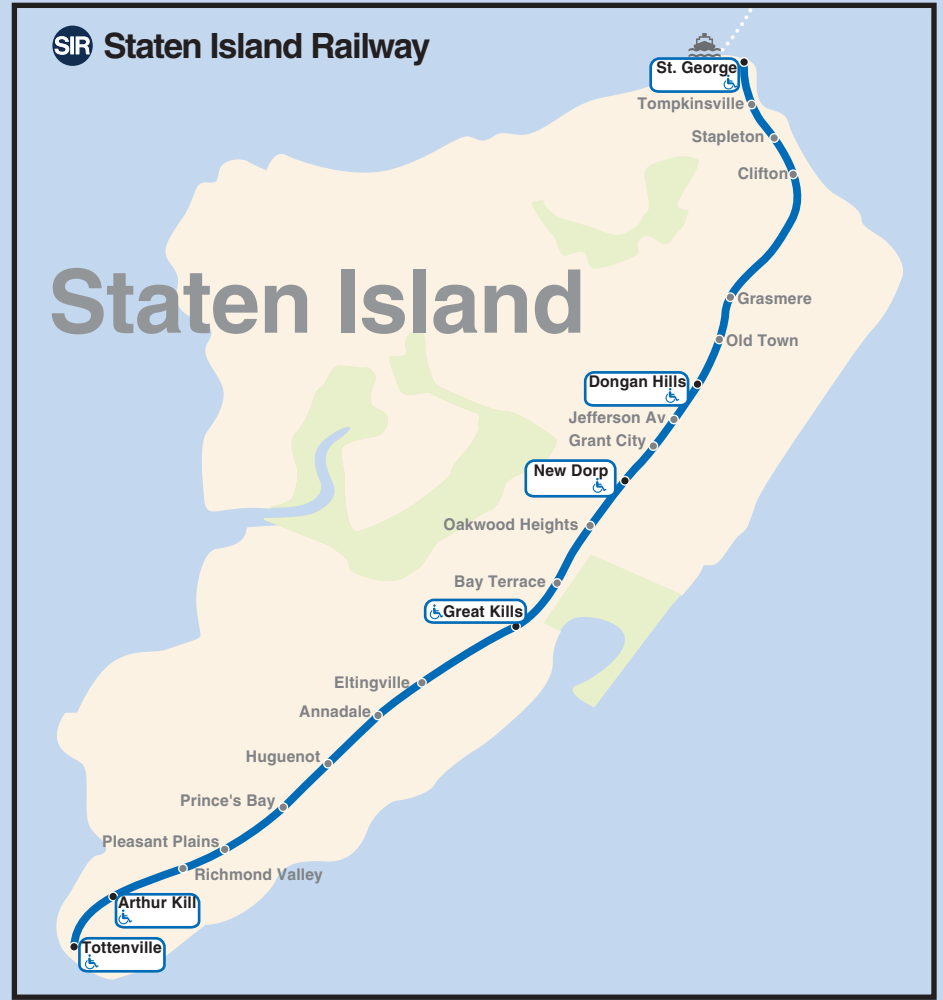 SIR Staten Island Railway
St. George
Tompkinsville
Stapleton
Clifton
Staten Island
Grasmere
Old Town
Dongan Hills
Jefferson Av
Grant City
New Dorp
Oakwood Heights
Bay Terrace
Great Kills
Eltingville
Annadale
Huguenot
Prince's Bay
Pleasant Plains
Richmond Valley
Arthur Kill
Tottenville